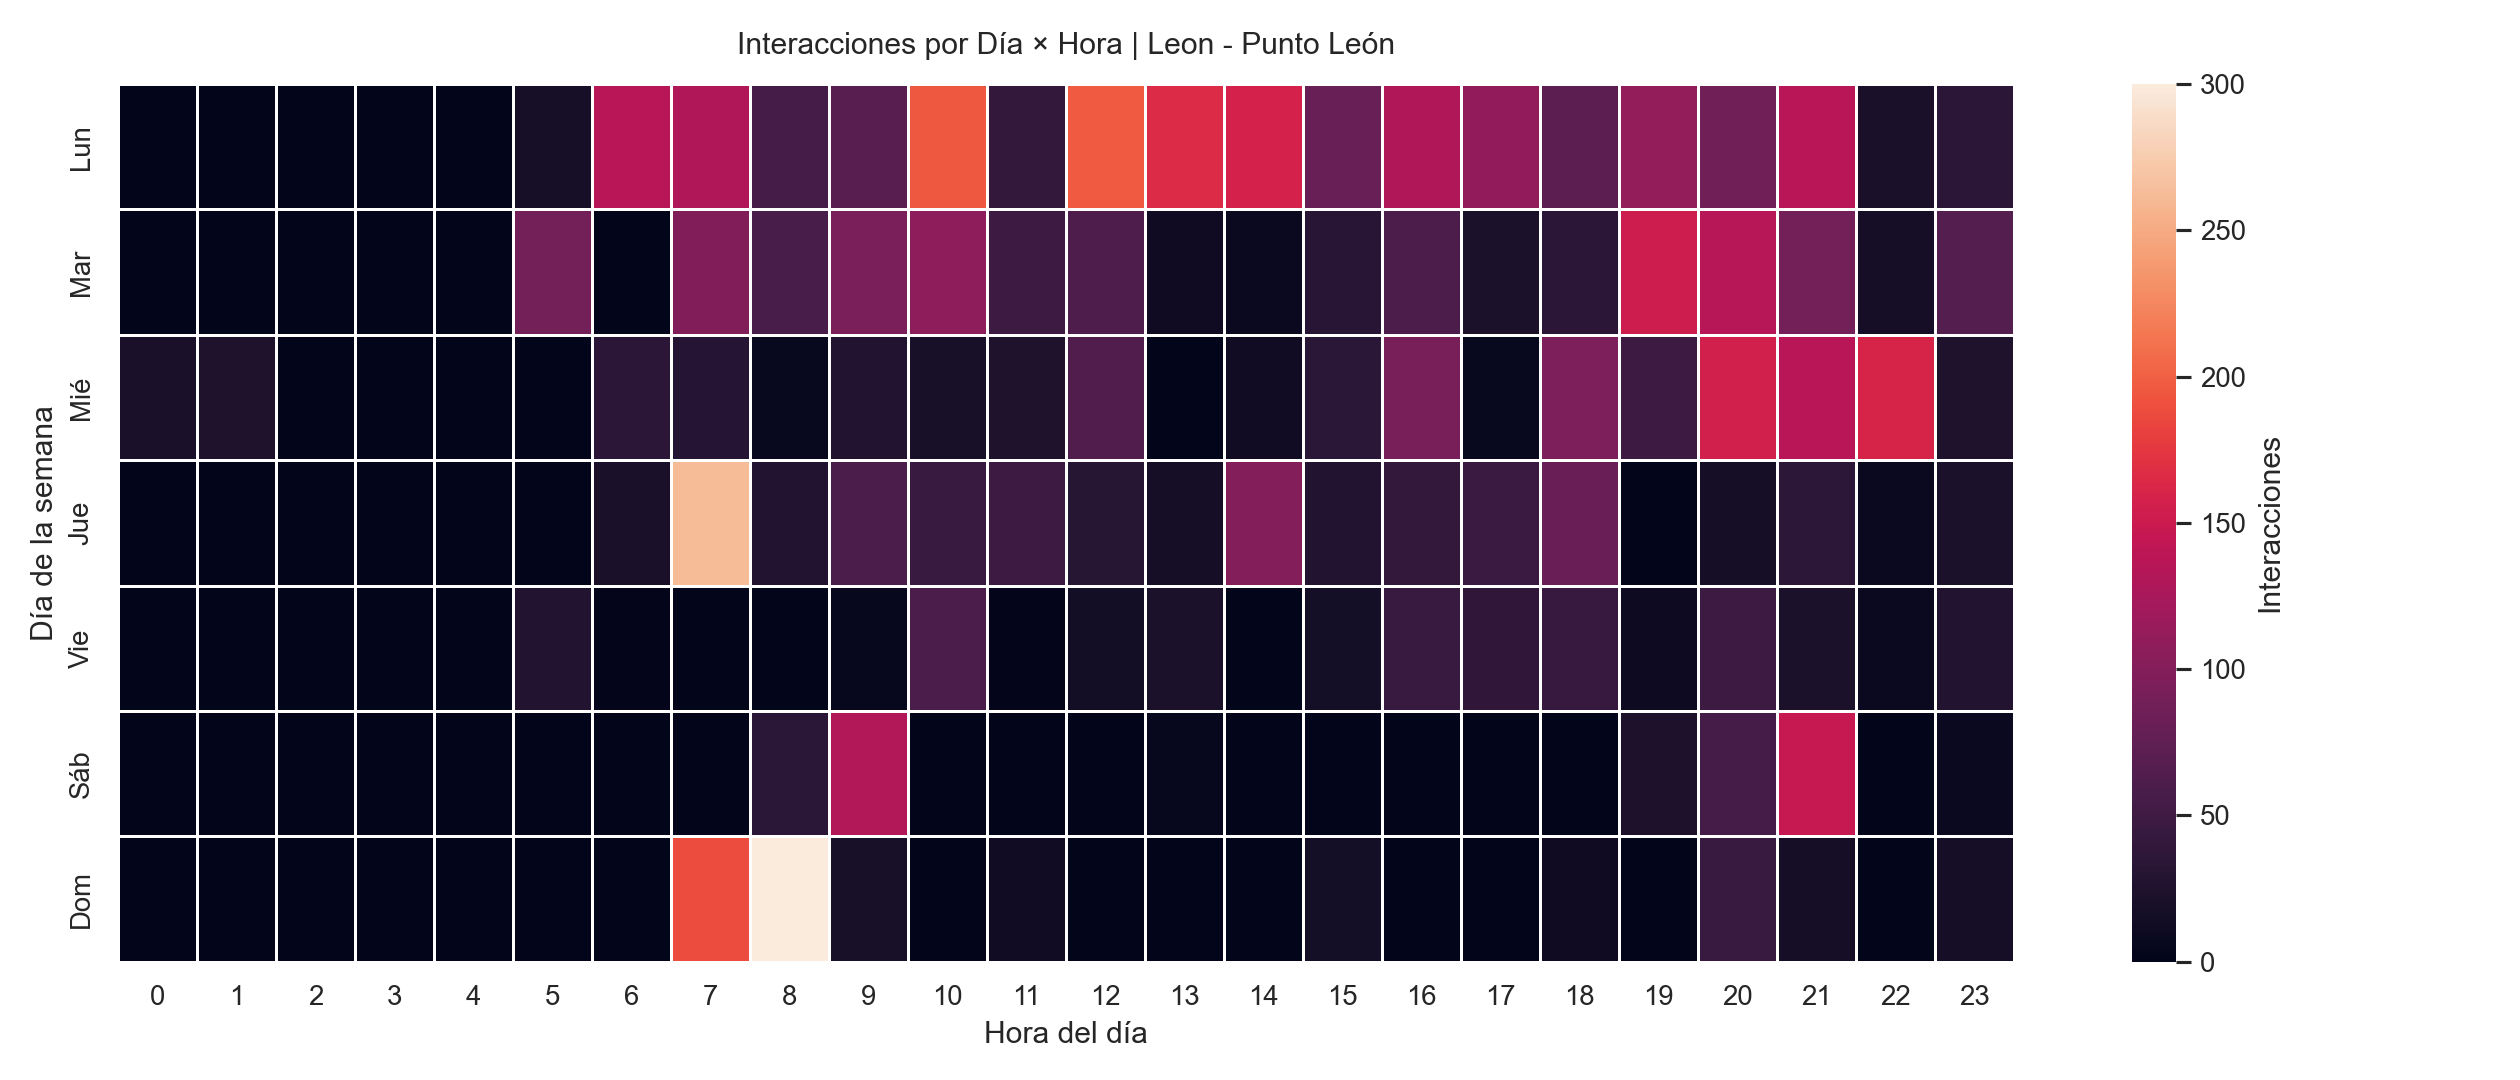 Interacciones por Día × Hora | Leon - Punto León
Día de la semana
Lun
Mar
Mié
Jue
Vie
Sáb
Dom
0 1 2 3 4 5 6 7 8 9 10 11 12 13 14 15 16 17 18 19 20 21 22 23
Hora del día
300
250
200
150
100
50
0
Interacciones